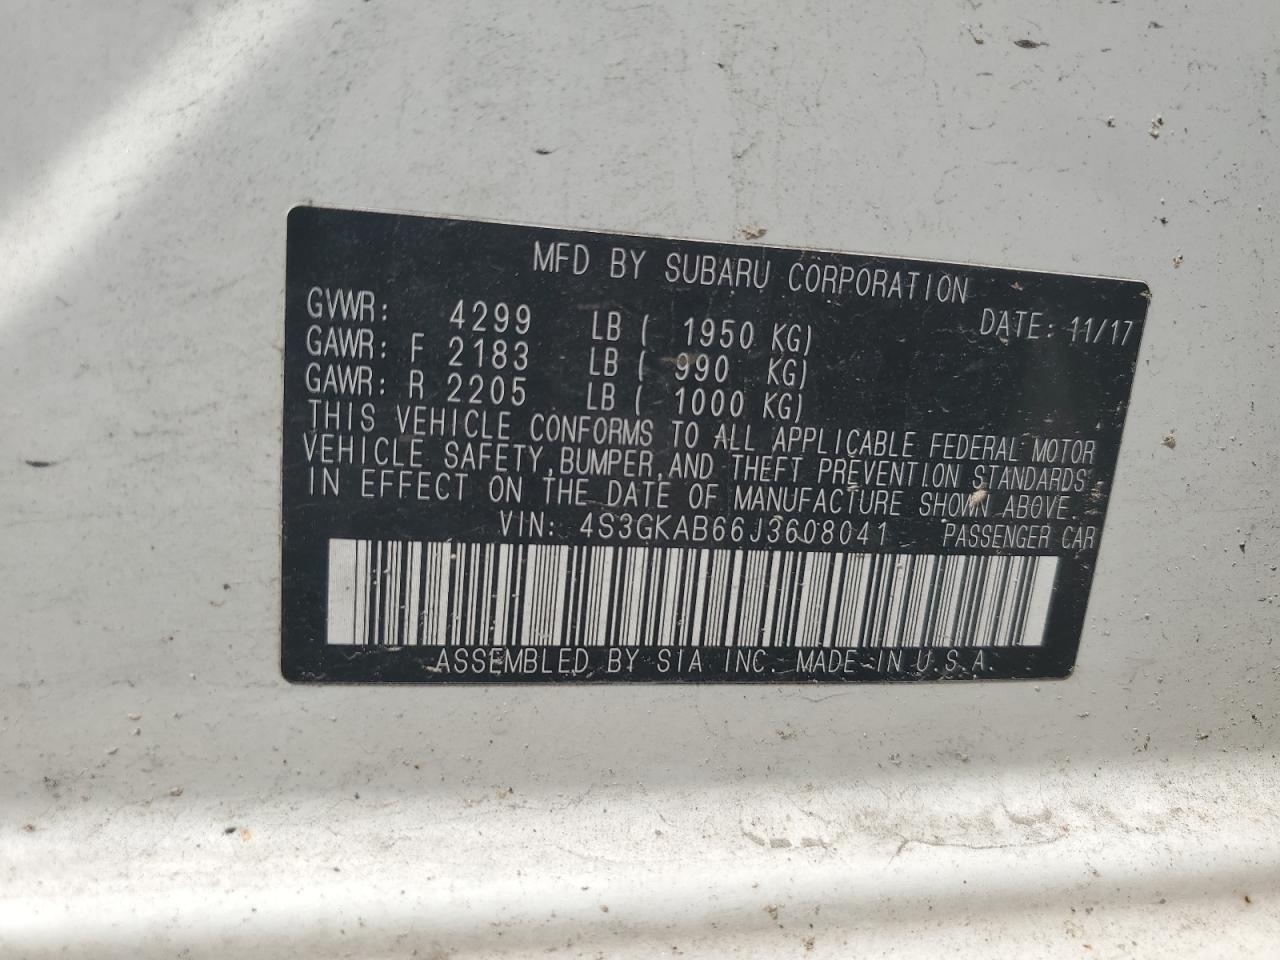 MFD BY SUBARU CORPORATION
GVWR: 4299 LB ( 1950 KG) DATE: 11/17
GAWR: F 2183 LB ( 990 KG)
GAWR: R 2205 LB ( 1000 KG)
THIS VEHICLE CONFORMS TO ALL APPLICABLE FEDERAL MOTOR
VEHICLE SAFETY, BUMPER, AND THEFT PREVENTION STANDARDS
IN EFFECT ON THE DATE OF MANUFACTURE SHOWN ABOVE.
VIN: 4S3GKAB66J3608041 PASSENGER CAR
ASSEMBLED BY SIA INC. MADE IN U.S.A.